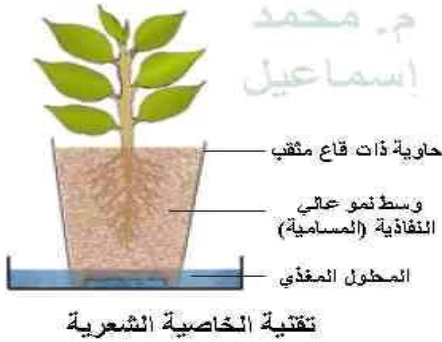 م. محمد
إسماعيل
حاوية ذات قاع مثقب
وسط نمو عالي
النفاذية (المسامية)
المحلول المغذي
تقنية الخاصية الشعرية